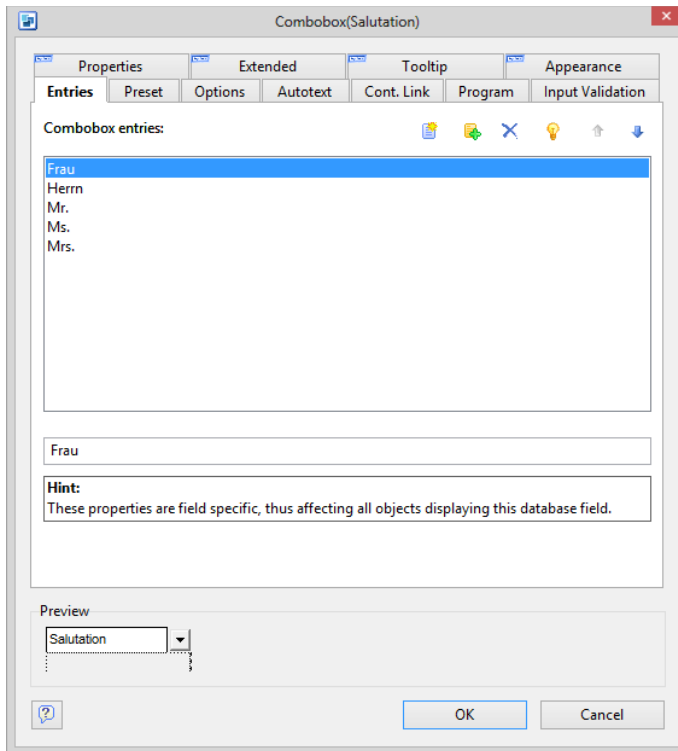 Combobox(Salutation)
Properties Extended Tooltip Appearance
Entries Preset Options Autotext Cont. Link Program Input Validation
Combobox entries:
Frau
Herrn
Mr.
Ms.
Mrs.
Frau
Hint:
These properties are field specific, thus affecting all objects displaying this database field.
Preview
Salutation
OK Cancel